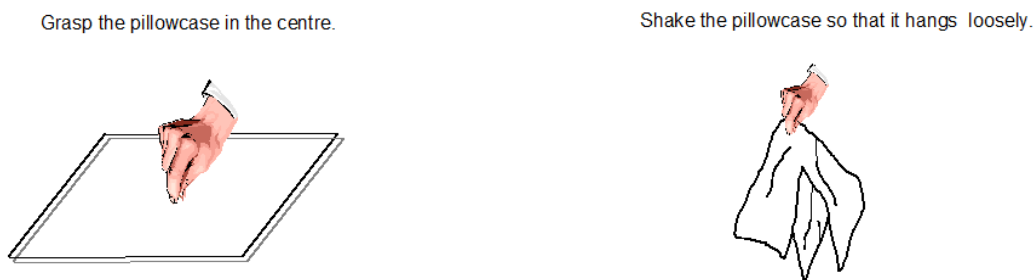 Grasp the pillowcase in the centre.
Shake the pillowcase so that it hangs loosely.